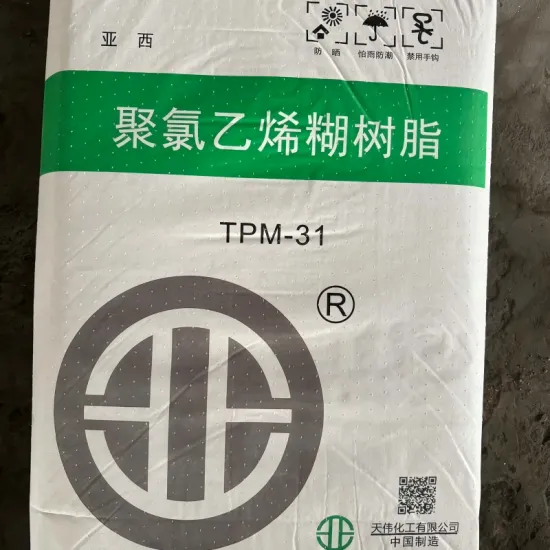 亚西
防晒 怕雨防潮 禁用手钩
聚氯乙烯糊树脂
TPM-31
®
天伟化工有限公司
中国制造